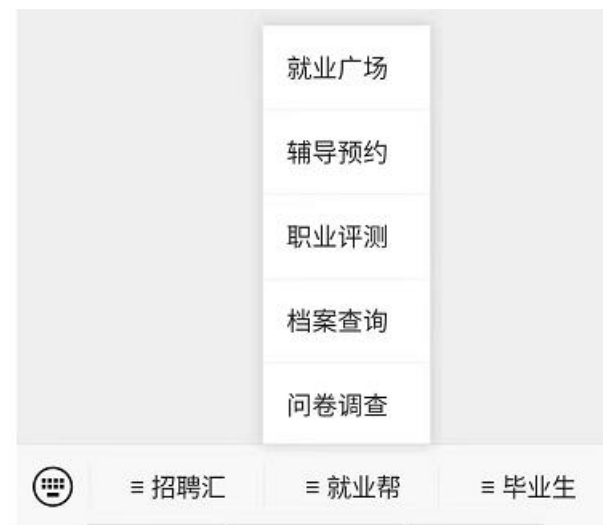 就业广场
辅导预约
职业评测
档案查询
问卷调查
≡ 招聘汇 ≡ 就业帮 ≡ 毕业生